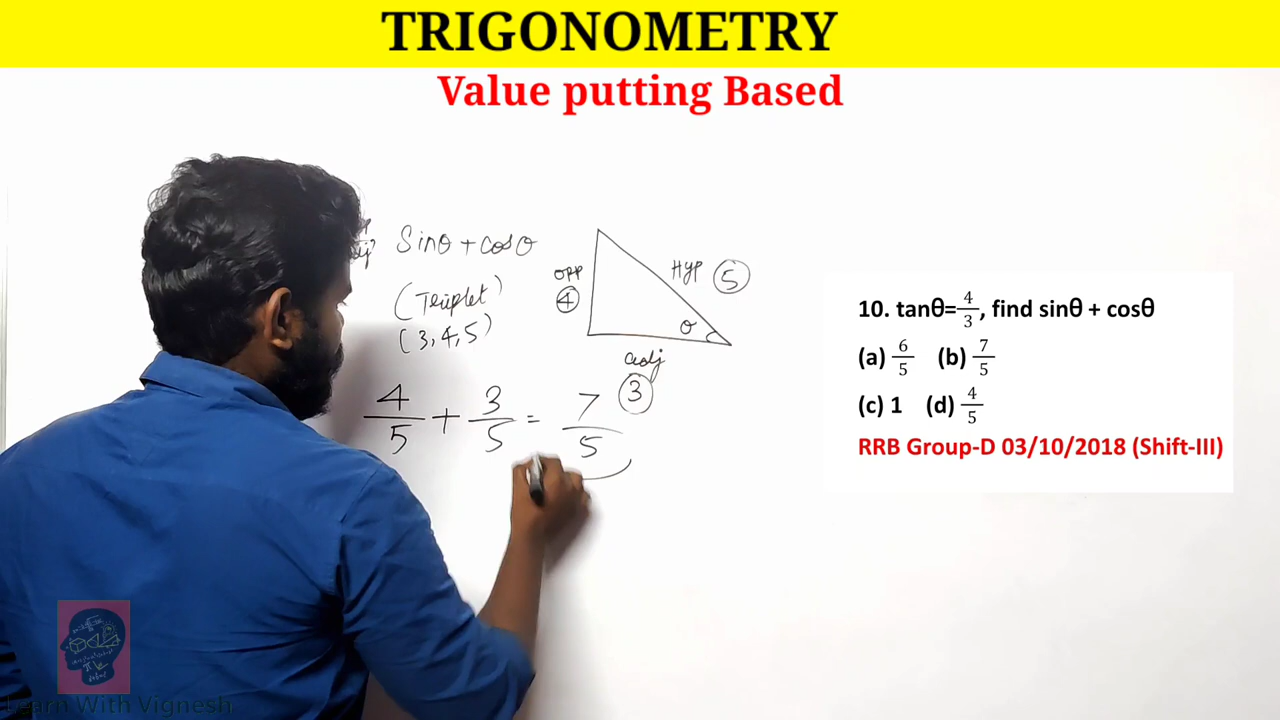 TRIGONOMETRY
Value putting Based
Sinθ + cosθ
(Triplet)
(3,4,5)
opp
4
Hyp 5
θ
adj
3
4/5 + 3/5 = 7/5
10. tanθ=4/3, find sinθ + cosθ
(a) 6/5 (b) 7/5
(c) 1 (d) 4/5
RRB Group-D 03/10/2018 (Shift-III)
Learn With Vignesh